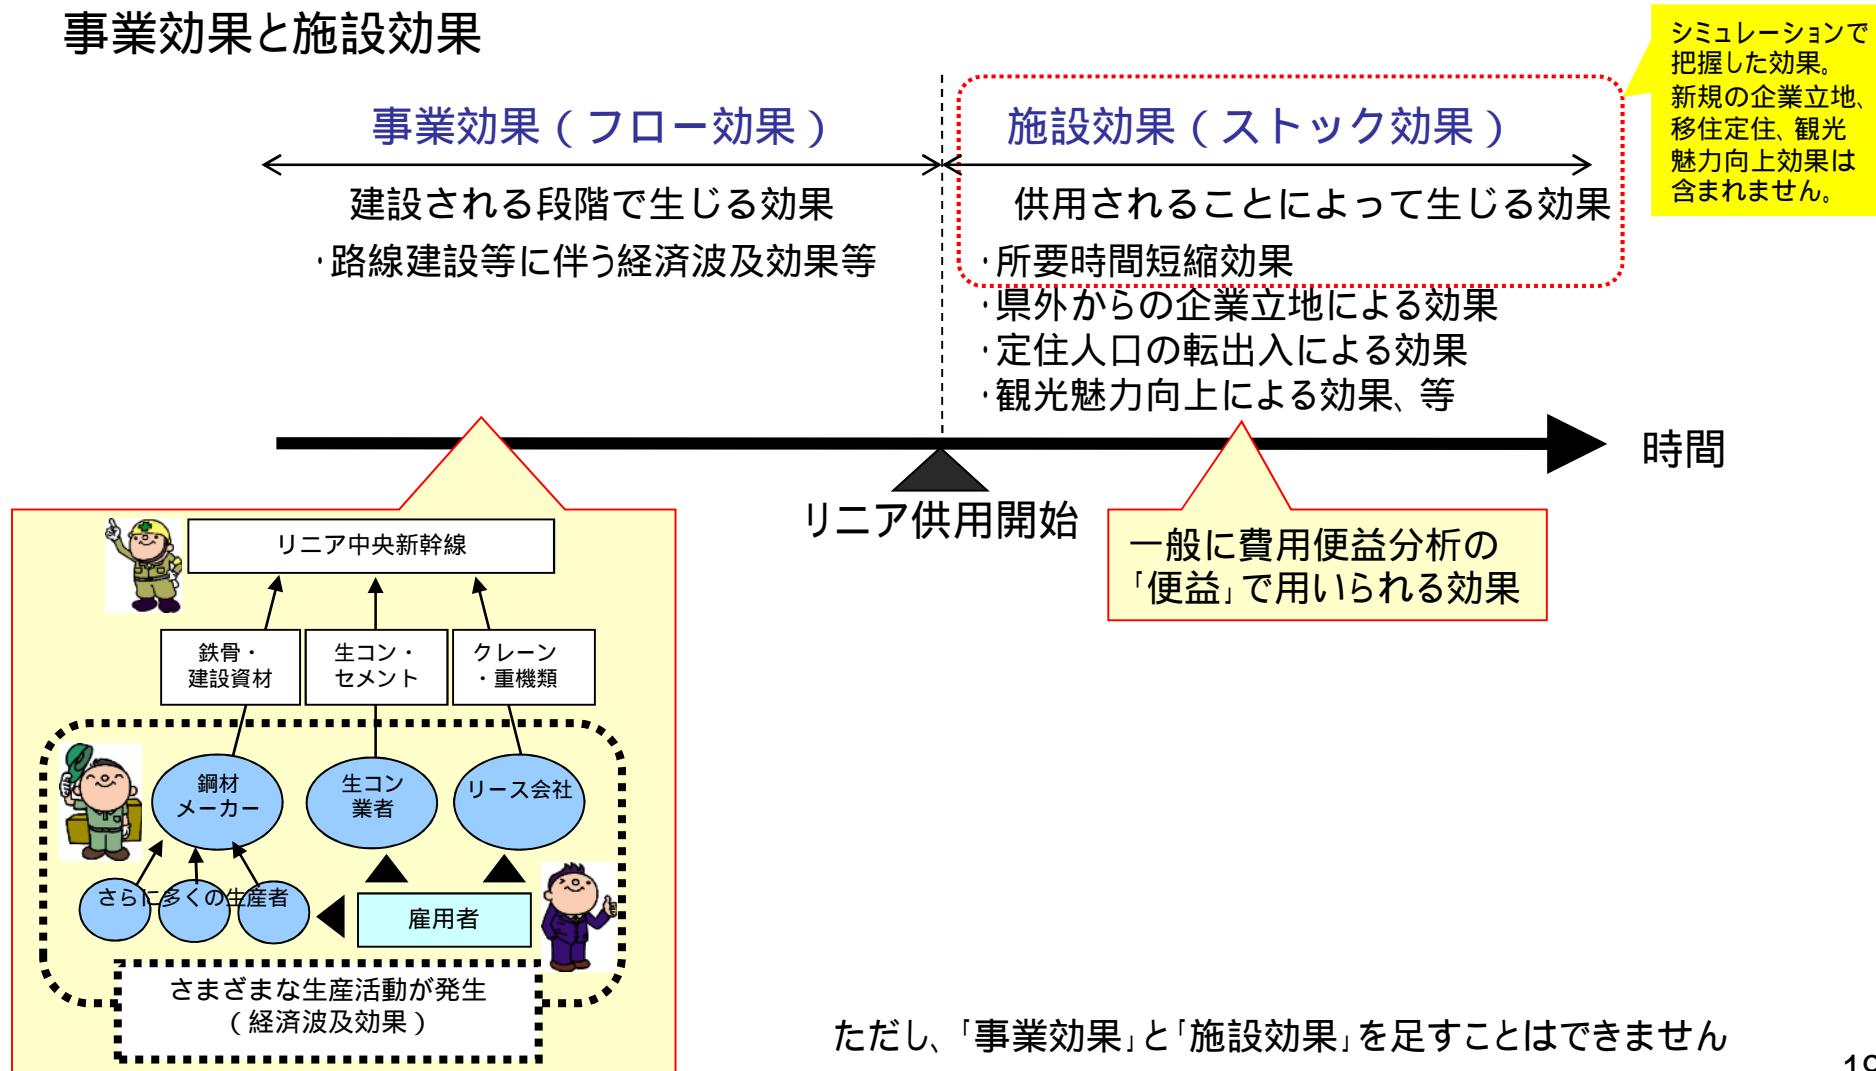 事業効果と施設効果
シミュレーションで
把握した効果。
新規の企業立地、
移住定住、観光
魅力向上効果は
含まれません。
事業効果(フロー効果)
施設効果(ストック効果)
建設される段階で生じる効果
供用されることによって生じる効果
・路線建設等に伴う経済波及効果等
・所要時間短縮効果
・県外からの企業立地による効果
・定住人口の転出入による効果
・観光魅力向上による効果、等
時間
リニア供用開始
一般に費用便益分析の
「便益」で用いられる効果
リニア中央新幹線
鉄骨・
建設資材
生コン・
セメント
クレーン
・重機類
鋼材
メーカー
生コン
業者
リース会社
さらに多くの生産者
雇用者
さまざまな生産活動が発生
(経済波及効果)
ただし、「事業効果」と「施設効果」を足すことはできません
19